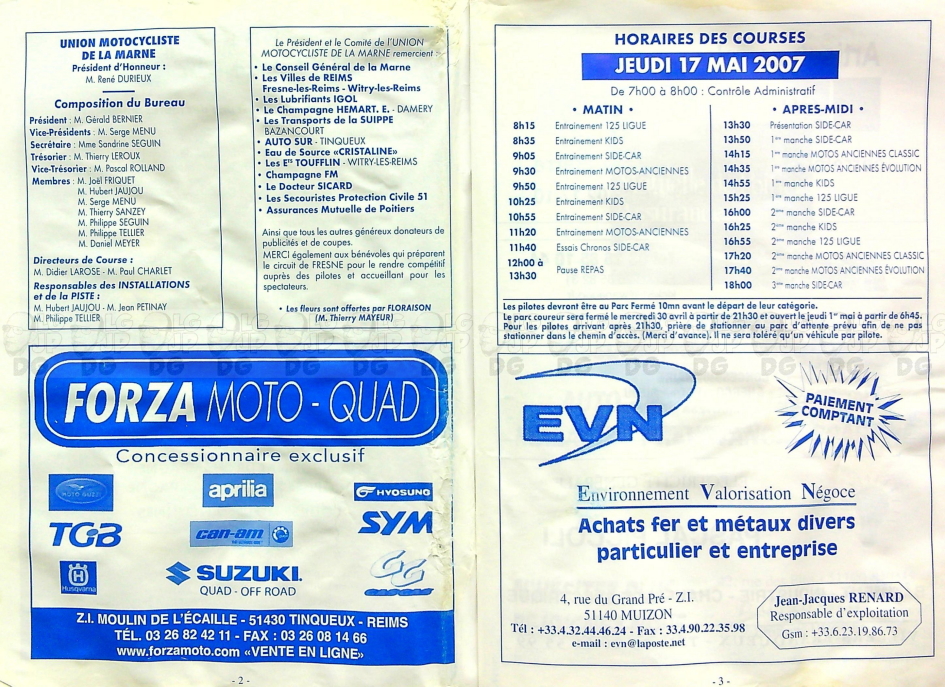 UNION MOTOCYCLISTE
DE LA MARNE
Président d'Honneur :
M. René DURIEUX
Composition du Bureau
Président : M. Gérald BERNIER
Vice-Présidents : M. Serge MENU
Secrétaire : Mme Sandrine SEGUIN
Trésorier : M. Thierry LEROUX
Vice-Trésorier : M. Pascal ROLLAND
Membres : M. Joël FRIQUET
M. Hubert JAUJOU
M. Serge MENU
M. Thierry SANZEY
M. Philippe SEGUIN
M. Philippe TELLIER
M. Daniel MEYER
Directeurs de Course :
M. Didier LAROSE - M. Paul CHARLET
Responsables des INSTALLATIONS
et de la PISTE :
M. Hubert JAUJOU - M. Jean PETINAY
M. Philippe TELLIER
Le Président et le Comité de l'UNION
MOTOCYCLISTE DE LA MARNE remercient :
• Le Conseil Général de la Marne
• Les Villes de REIMS
Fresne-les-Reims - Witry-les-Reims
• Les Lubrifiants IGOL
• Le Champagne HEMART. E. - DAMERY
• Les Transports de la SUIPPE
BAZANCOURT
• AUTO SUR - TINQUEUX
• Eau de Source «CRISTALINE»
• Les Ets TOUFFLIN - WITRY-LES-REIMS
• Champagne FM
• Le Docteur SICARD
• Les Secouristes Protection Civile 51
• Assurances Mutuelle de Poitiers
Ainsi que tous les autres généreux donateurs de
publicités et de coupes.
MERCI également aux bénévoles qui préparent
le circuit de FRESNE pour le rendre compétitif
auprès des pilotes et accueillant pour les
spectateurs.
• Les fleurs sont offertes par FLORAISON
(M. Thierry MAYEUR)
FORZA MOTO - QUAD
Concessionnaire exclusif
MOTO GUZZI
aprilia
HYOSUNG
TGB
can-am
SYM
Husqvarna
SUZUKI
QUAD - OFF ROAD
GAS GAS
Z.I. MOULIN DE L'ÉCAILLE - 51430 TINQUEUX - REIMS
TÉL. 03 26 82 42 11 - FAX : 03 26 08 14 66
www.forzamoto.com «VENTE EN LIGNE»
- 2 -
HORAIRES DES COURSES
JEUDI 17 MAI 2007
De 7h00 à 8h00 : Contrôle Administratif
• MATIN •
8h15 Entrainement 125 LIGUE
8h35 Entrainement KIDS
9h05 Entrainement SIDE-CAR
9h30 Entrainement MOTOS-ANCIENNES
9h50 Entrainement 125 LIGUE
10h25 Entrainement KIDS
10h55 Entrainement SIDE-CAR
11h20 Entrainement MOTOS-ANCIENNES
11h40 Essais Chronos SIDE-CAR
12h00 à
13h30 Pause REPAS
• APRES-MIDI •
13h30 Présentation SIDE-CAR
13h50 1ère manche SIDE-CAR
14h15 1ère manche MOTOS ANCIENNES CLASSIC
14h35 1ère manche MOTOS ANCIENNES ÉVOLUTION
14h55 1ère manche KIDS
15h25 1ère manche 125 LIGUE
16h00 2ème manche SIDE-CAR
16h25 2ème manche KIDS
16h55 2ème manche 125 LIGUE
17h20 2ème manche MOTOS ANCIENNES CLASSIC
17h40 2ème manche MOTOS ANCIENNES ÉVOLUTION
18h00 3ème manche SIDE-CAR
Les pilotes devront être au Parc Fermé 10mn avant le départ de leur catégorie.
Le parc coureur sera fermé le mercredi 30 avril à partir de 21h30 et ouvert le jeudi 1er mai à partir de 6h45.
Pour les pilotes arrivant après 21h30, prière de stationner au parc d'attente prévu afin de ne pas
stationner dans le chemin d'accès. (Merci d'avance). Il ne sera toléré qu'un véhicule par pilote.
EVN
PAIEMENT
COMPTANT
Environnement Valorisation Négoce
Achats fer et métaux divers
particulier et entreprise
4, rue du Grand Pré - Z.I.
51140 MUIZON
Tél : +33.4.32.44.46.24 - Fax : 33.4.90.22.35.98
e-mail : evn@laposte.net
Jean-Jacques RENARD
Responsable d'exploitation
Gsm : +33.6.23.19.86.73
- 3 -